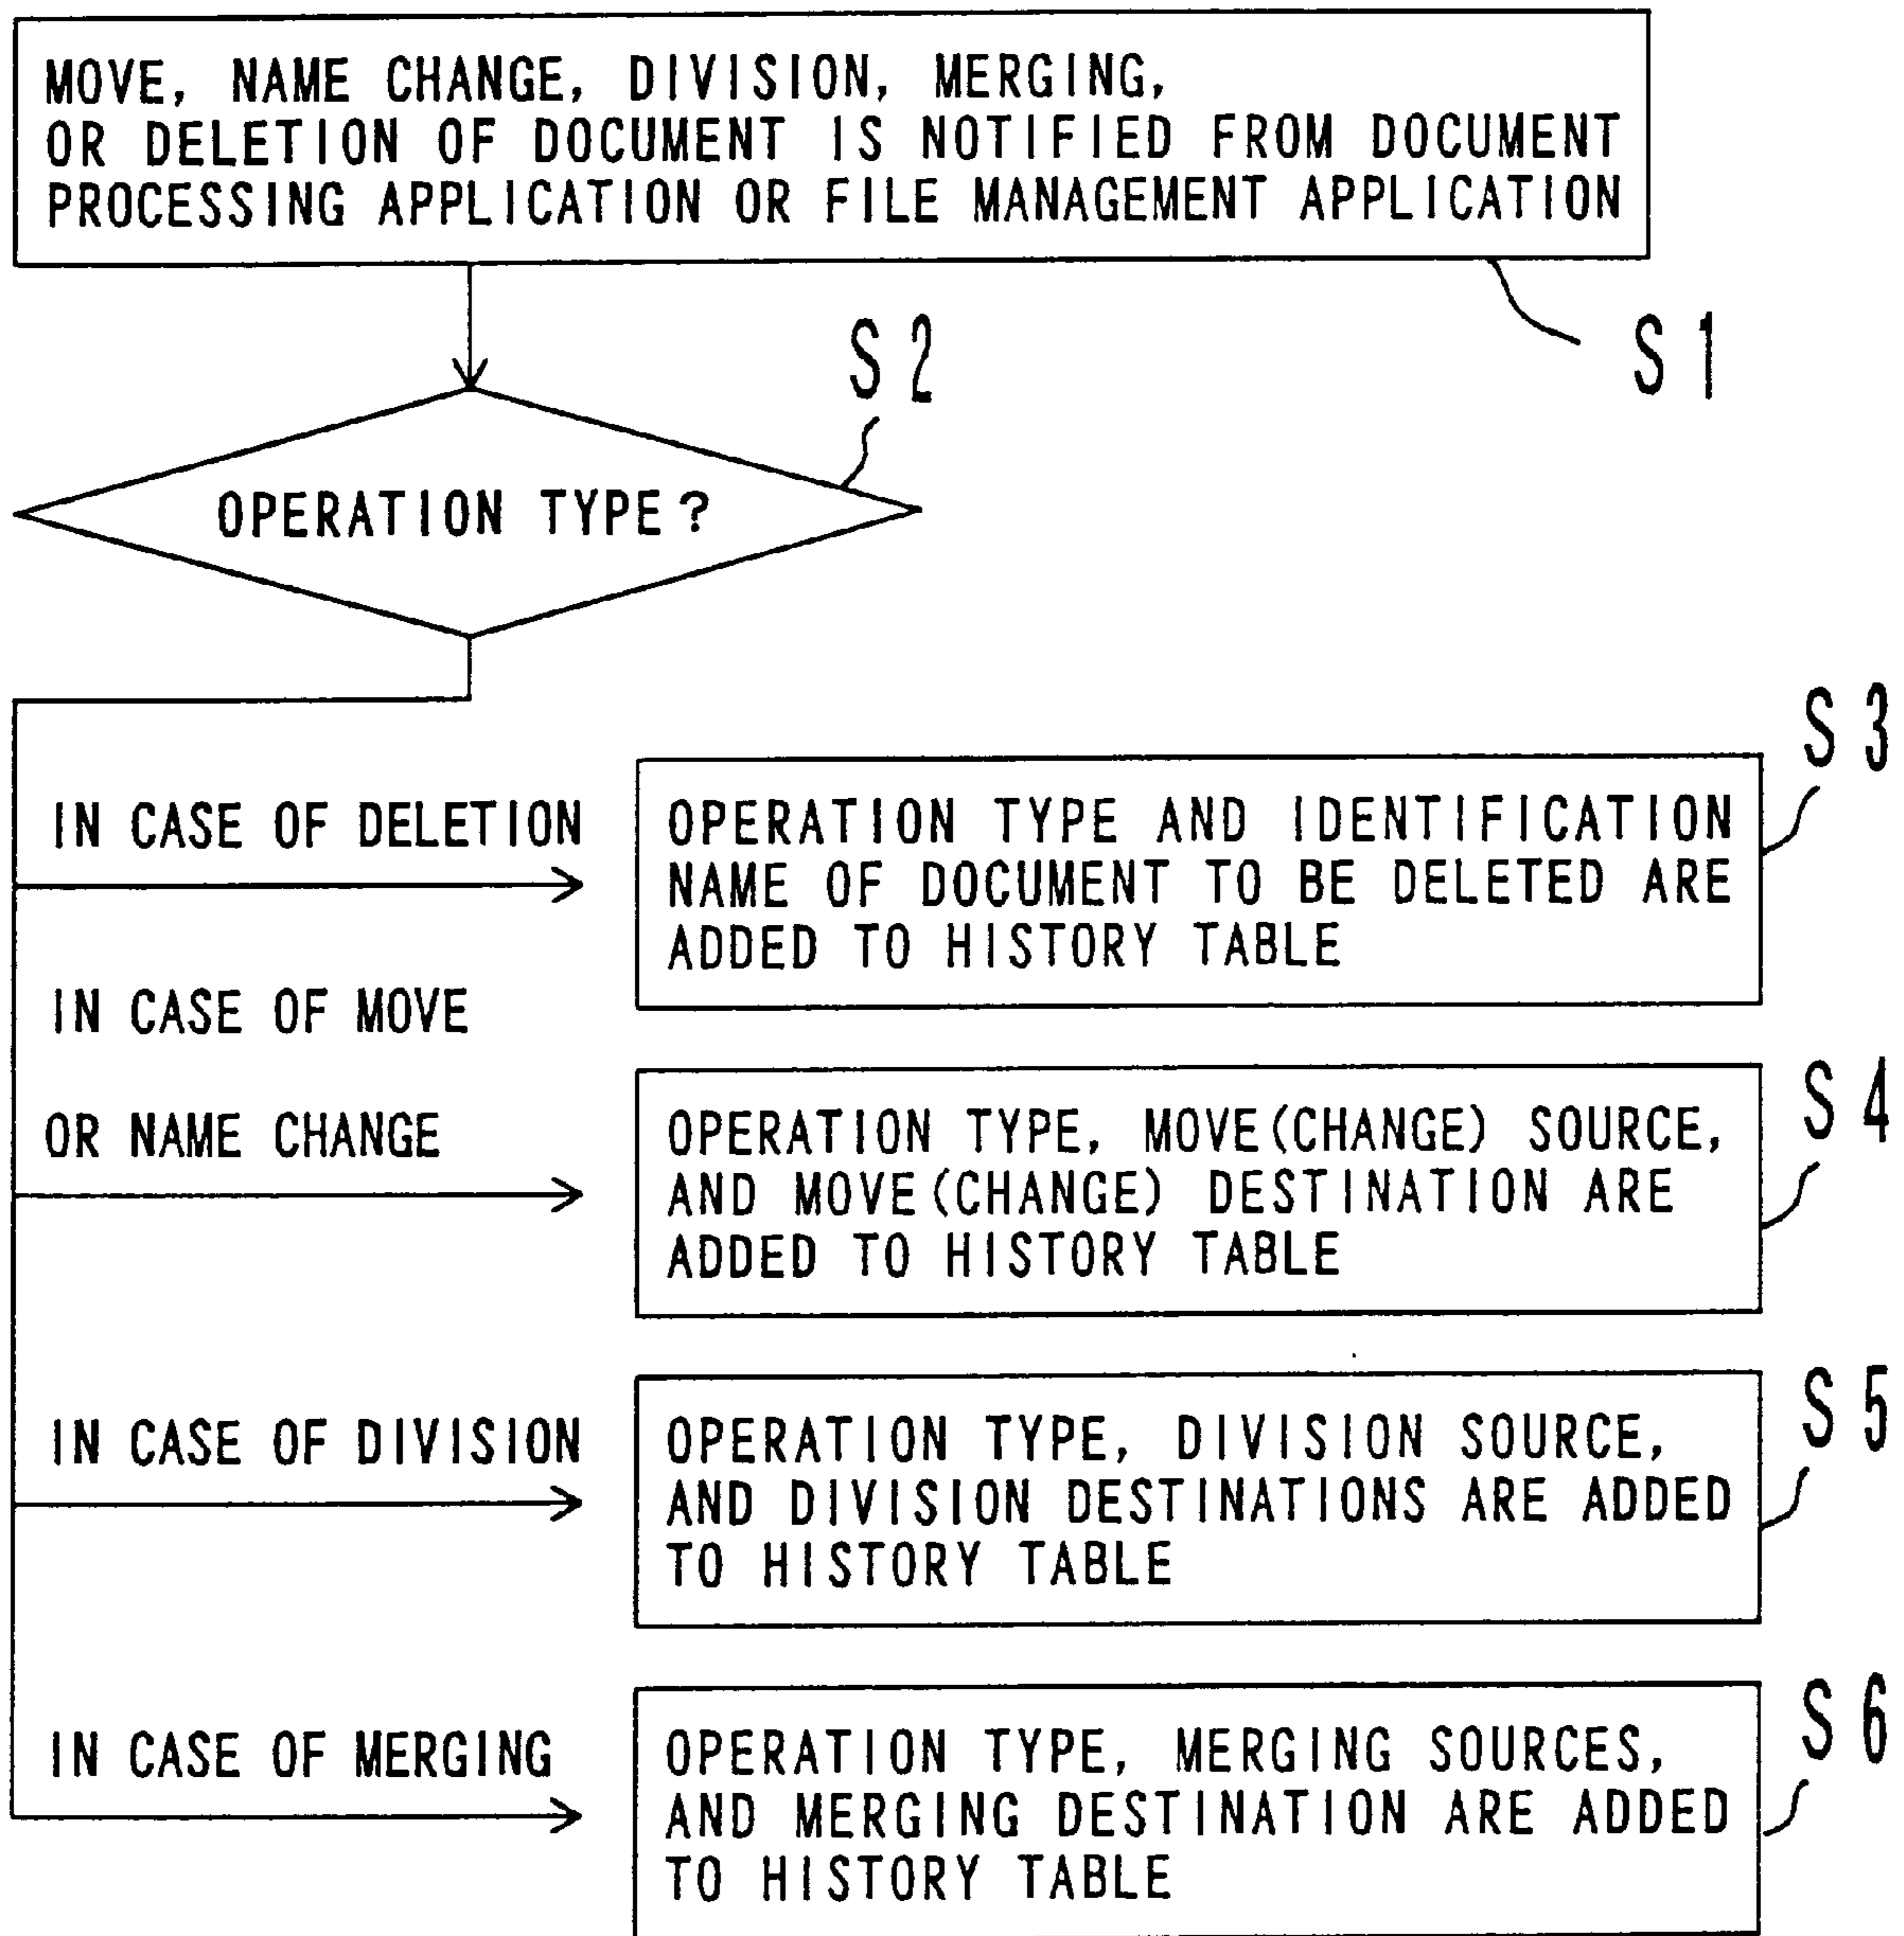 MOVE, NAME CHANGE, DIVISION, MERGING,
OR DELETION OF DOCUMENT IS NOTIFIED FROM DOCUMENT
PROCESSING APPLICATION OR FILE MANAGEMENT APPLICATION
S1
S2
OPERATION TYPE?
S3
IN CASE OF DELETION
OPERATION TYPE AND IDENTIFICATION
NAME OF DOCUMENT TO BE DELETED ARE
ADDED TO HISTORY TABLE
IN CASE OF MOVE
OR NAME CHANGE
S4
OPERATION TYPE, MOVE(CHANGE) SOURCE,
AND MOVE(CHANGE) DESTINATION ARE
ADDED TO HISTORY TABLE
S5
IN CASE OF DIVISION
OPERATION TYPE, DIVISION SOURCE,
AND DIVISION DESTINATIONS ARE ADDED
TO HISTORY TABLE
S6
IN CASE OF MERGING
OPERATION TYPE, MERGING SOURCES,
AND MERGING DESTINATION ARE ADDED
TO HISTORY TABLE